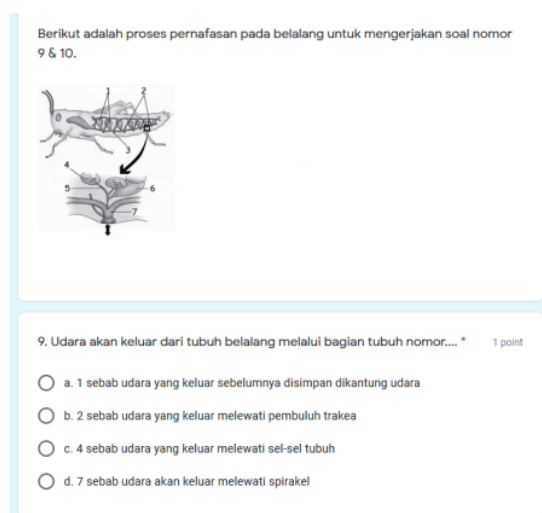 Berikut adalah proses pernafasan pada belalang untuk mengerjakan soal nomor
9 & 10.
1 2
3
4
5 6
7
9. Udara akan keluar dari tubuh belalang melalui bagian tubuh nomor.... * 1 point
a. 1 sebab udara yang keluar sebelumnya disimpan dikantung udara
b. 2 sebab udara yang keluar melewati pembuluh trakea
c. 4 sebab udara yang keluar melewati sel-sel tubuh
d. 7 sebab udara akan keluar melewati spirakel